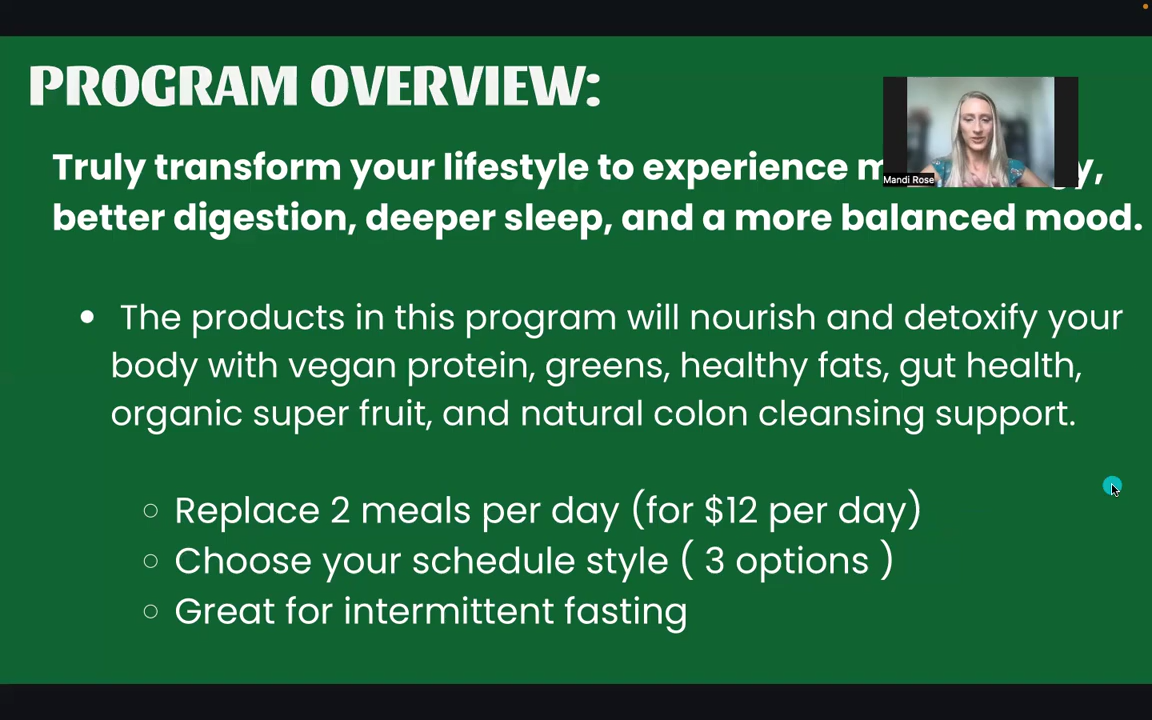 PROGRAM OVERVIEW:
Mandi Rose
Truly transform your lifestyle to experience
better digestion, deeper sleep, and a more balanced mood.
• The products in this program will nourish and detoxify your
body with vegan protein, greens, healthy fats, gut health,
organic super fruit, and natural colon cleansing support.
○ Replace 2 meals per day (for $12 per day)
○ Choose your schedule style ( 3 options )
○ Great for intermittent fasting